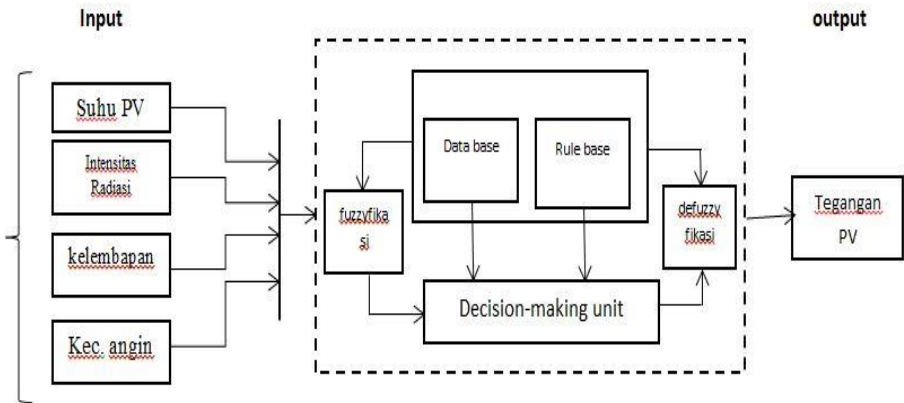 Input
output
Suhu PV
Intensitas
Radiasi
kelembapan
Kec. angin
fuzzyfika
si
Data base
Rule base
defuzzy
fikasi
Decision-making unit
Tegangan
PV